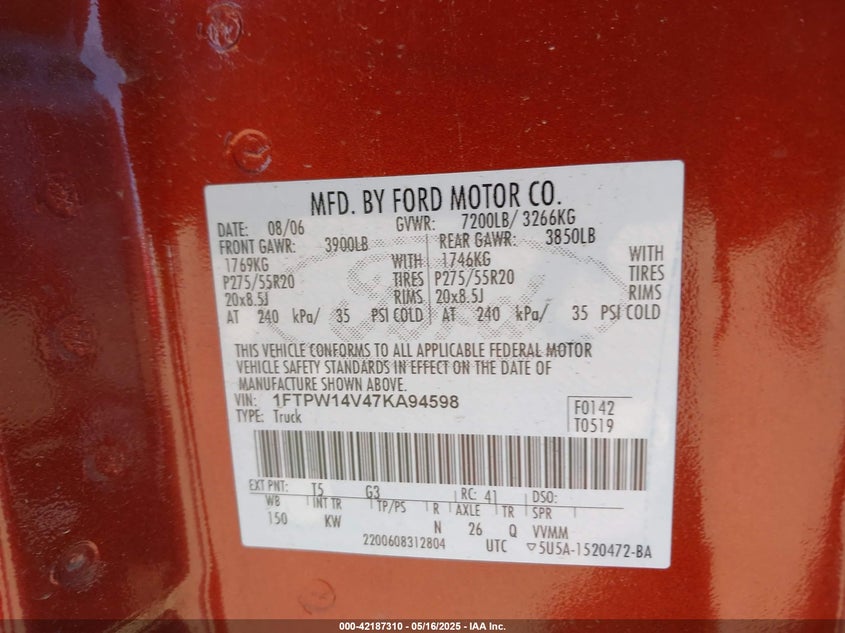 MFD. BY FORD MOTOR CO.
DATE: 08/06 GVWR: 7200LB/ 3266KG
FRONT GAWR: 3900LB REAR GAWR: 3850LB
1769KG WITH 1746KG WITH
P275/55R20 TIRES P275/55R20 TIRES
20x8.5J RIMS 20x8.5J RIMS
AT 240 kPa/ 35 PSI COLD AT 240 kPa/ 35 PSI COLD
Ford
THIS VEHICLE CONFORMS TO ALL APPLICABLE FEDERAL MOTOR
VEHICLE SAFETY STANDARDS IN EFFECT ON THE DATE OF
MANUFACTURE SHOWN ABOVE.
VIN: 1FTPW14V47KA94598 F0142
TYPE: Truck T0519
EXT PNT: T5 G3 RC: 41 DSO:
WB INT TR TP/PS R AXLE TR SPR
150 KW N 26 Q VVMM
2200608312804 UTC ▽5U5A-1520472-BA
000-42187310 - 05/16/2025 - IAA Inc.